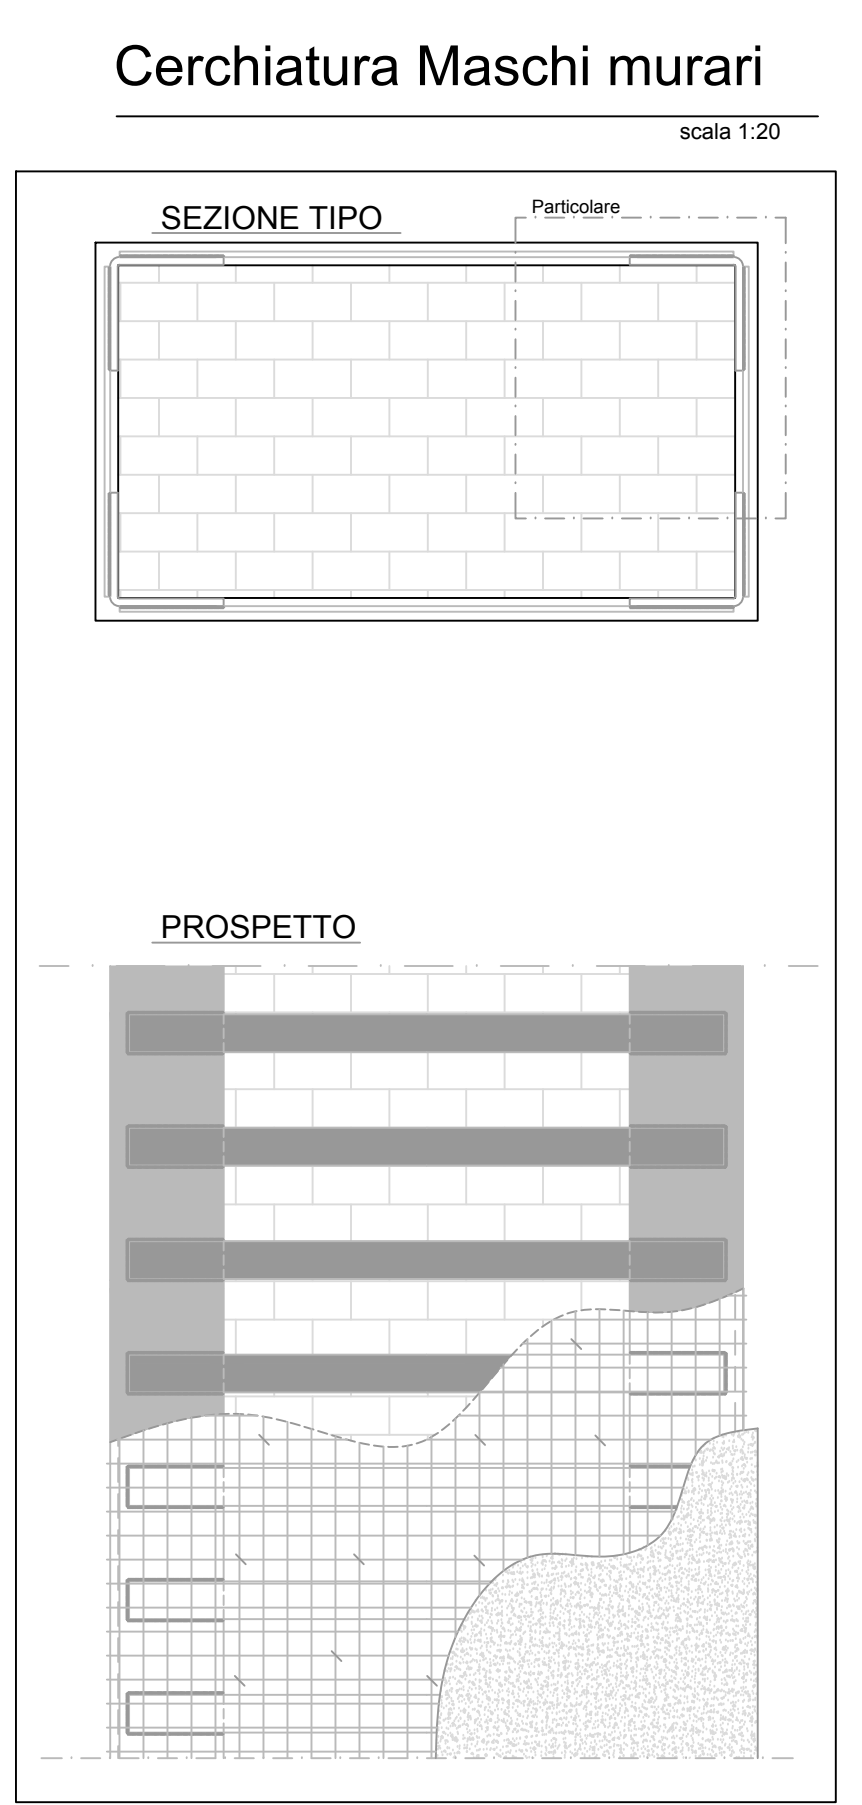 Cerchiatura Maschi murari
scala 1:20
SEZIONE TIPO
Particolare
PROSPETTO